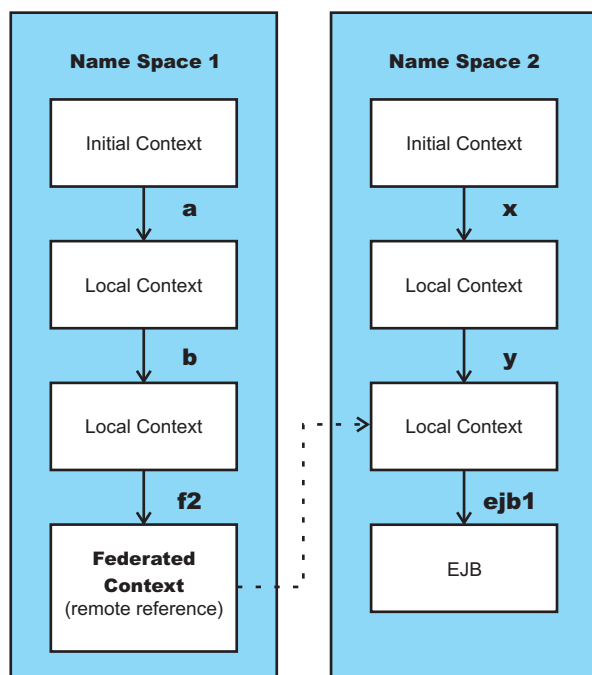 Name Space 1
Initial Context
a
Local Context
b
Local Context
f2
Federated
Context
(remote reference)
Name Space 2
Initial Context
x
Local Context
y
Local Context
ejb1
EJB